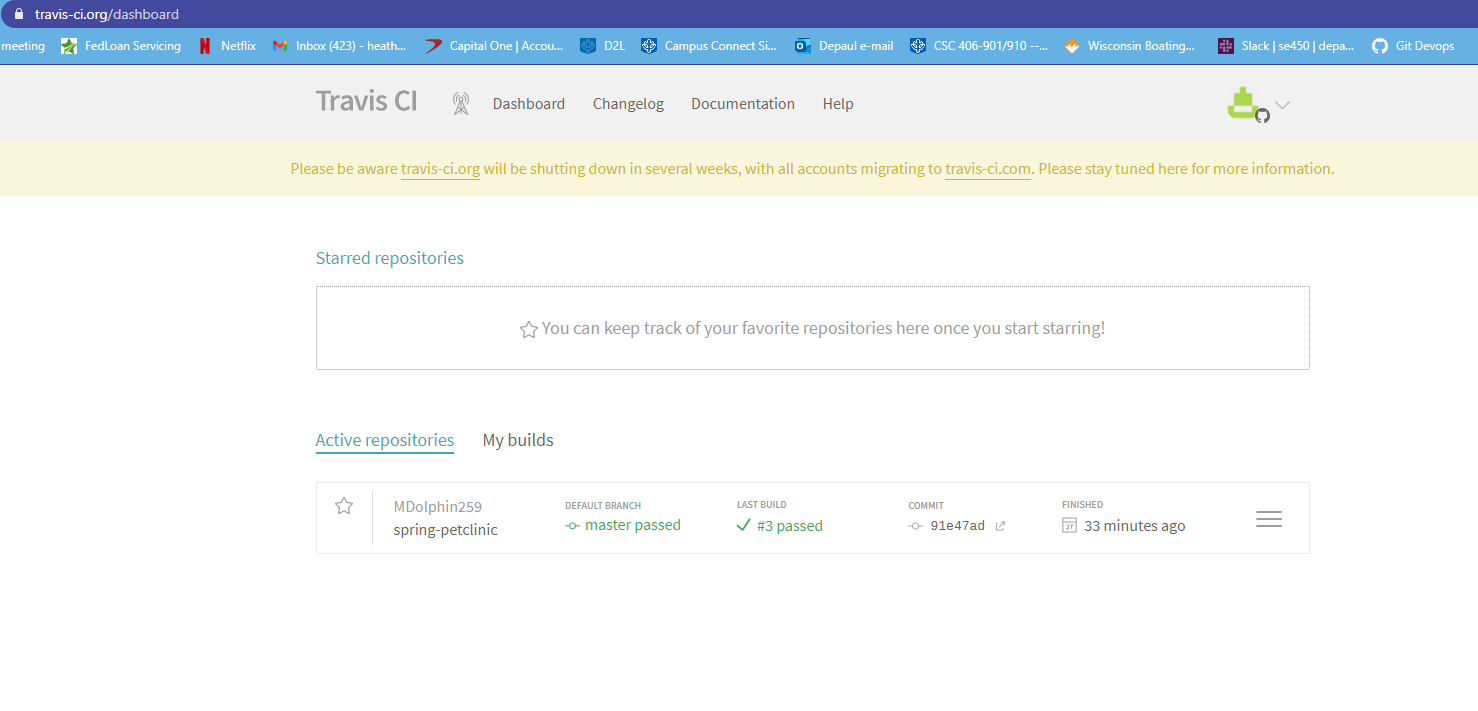 travis-ci.org/dashboard
meeting FedLoan Servicing Netflix Inbox (423) - heath... Capital One | Accou... D2L Campus Connect Si... Depaul e-mail CSC 406-901/910 --... Wisconsin Boating... Slack | se450 | depa... Git Devops
Travis CI Dashboard Changelog Documentation Help
Please be aware travis-ci.org will be shutting down in several weeks, with all accounts migrating to travis-ci.com. Please stay tuned here for more information.
Starred repositories
You can keep track of your favorite repositories here once you start starring!
Active repositories My builds
MDolphin259 DEFAULT BRANCH LAST BUILD COMMIT FINISHED
spring-petclinic master passed #3 passed 91e47ad 27 33 minutes ago